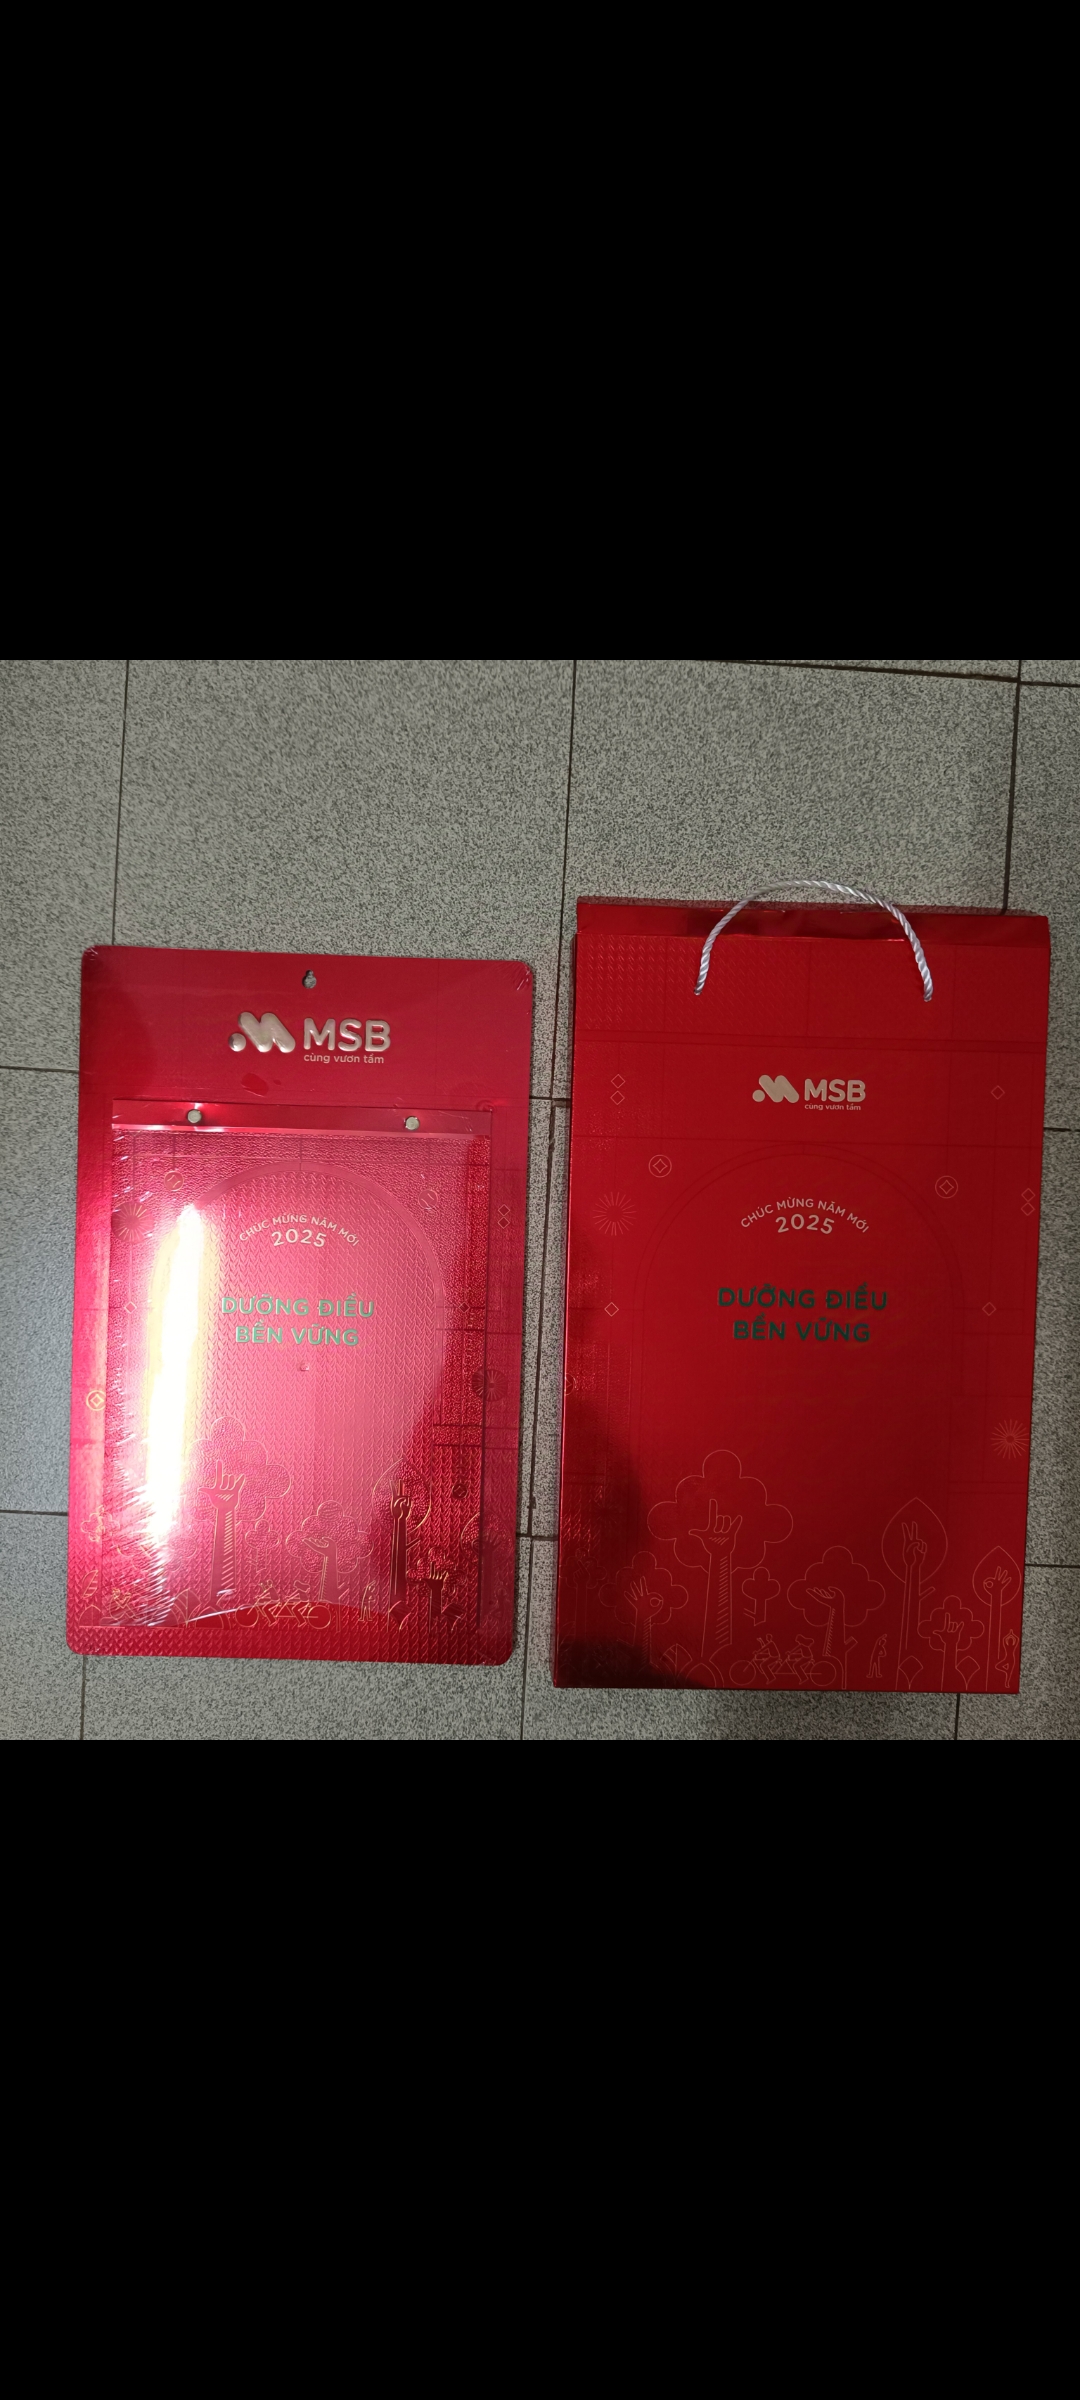 MSB
cùng vươn tầm
CHÚC MỪNG NĂM MỚI
2025
DƯỠNG ĐIỀU
BỀN VỮNG
MSB
cùng vươn tầm
CHÚC MỪNG NĂM MỚI
2025
DƯỠNG ĐIỀU
BỀN VỮNG